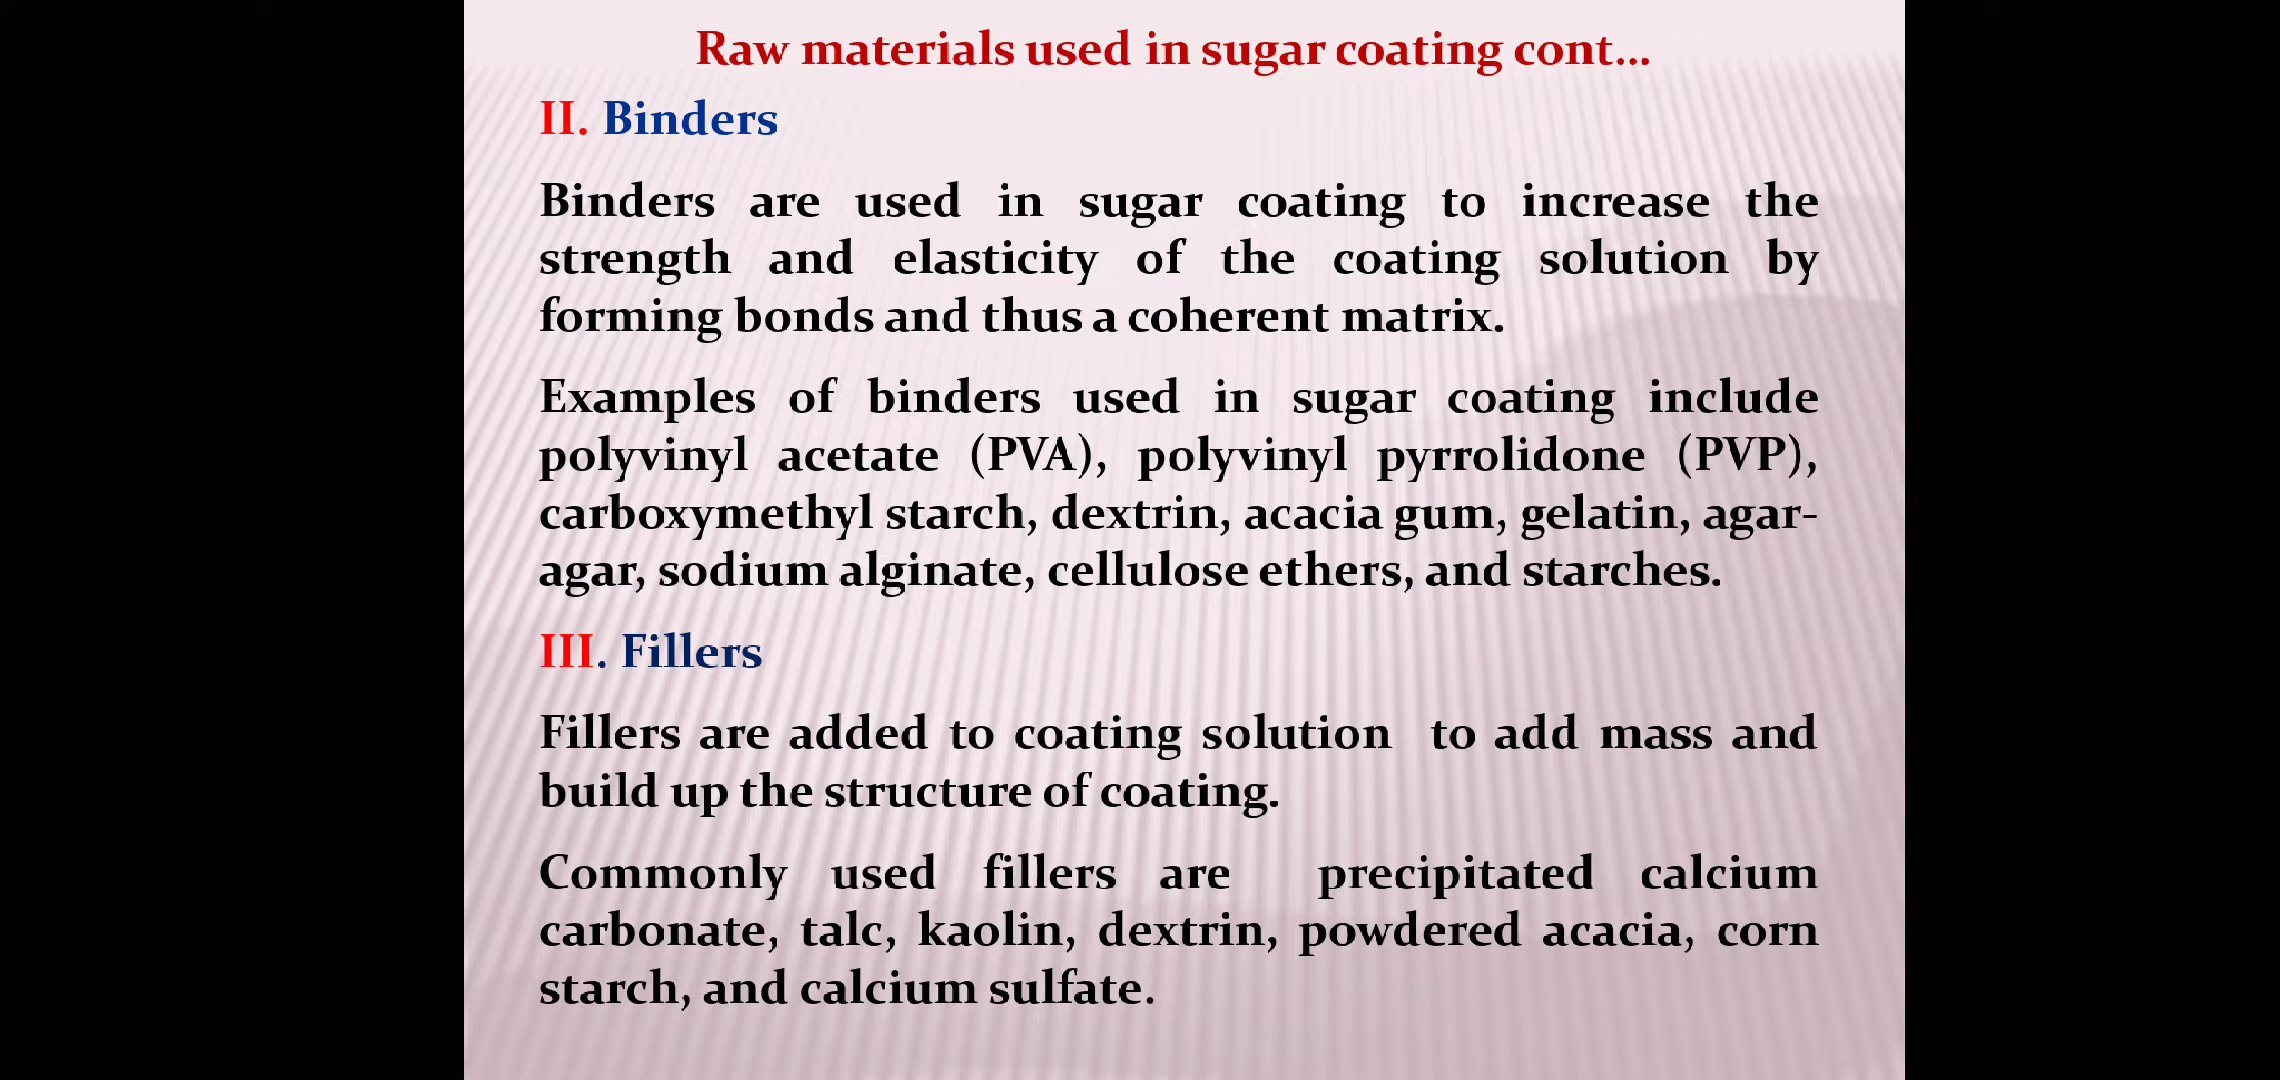 Raw materials used in sugar coating cont...
II. Binders
Binders are used in sugar coating to increase the
strength and elasticity of the coating solution by
forming bonds and thus a coherent matrix.
Examples of binders used in sugar coating include
polyvinyl acetate (PVA), polyvinyl pyrrolidone (PVP),
carboxymethyl starch, dextrin, acacia gum, gelatin, agar-
agar, sodium alginate, cellulose ethers, and starches.
III. Fillers
Fillers are added to coating solution to add mass and
build up the structure of coating.
Commonly used fillers are precipitated calcium
carbonate, talc, kaolin, dextrin, powdered acacia, corn
starch, and calcium sulfate.